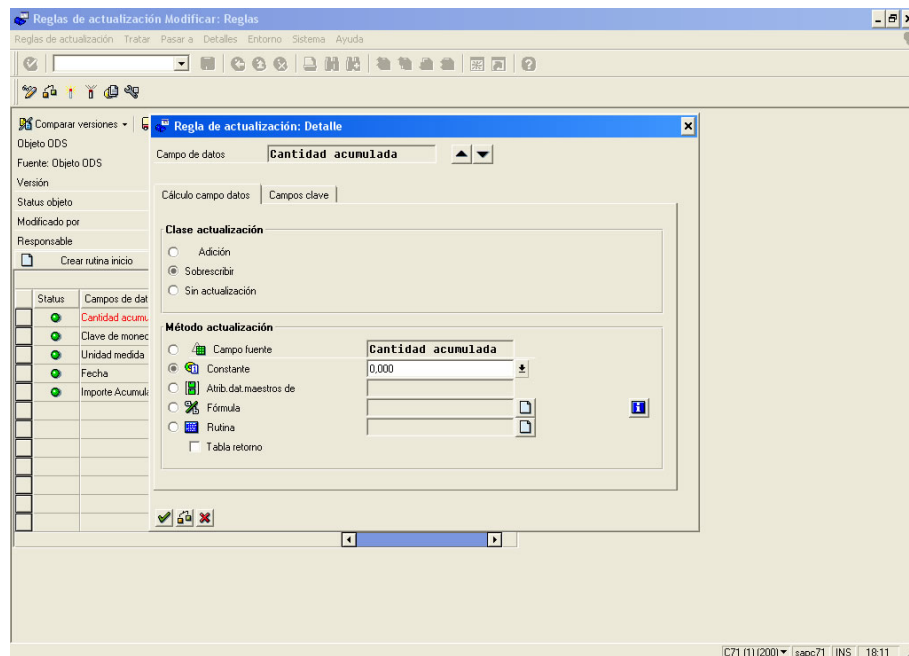 Reglas de actualización Modificar: Reglas
Reglas de actualización Tratar Pasar a Detalles Entorno Sistema Ayuda
Comparar versiones
Regla de actualización: Detalle
Objeto ODS
Campo de datos Cantidad acumulada
Fuente: Objeto ODS
Versión
Cálculo campo datos Campos clave
Status objeto
Modificado por
Clase actualización
Responsable
Adición
Crear rutina inicio
Sobrescribir
Sin actualización
Status Campos de dat
Cantidad acumu
Método actualización
Clave de moned
Campo fuente Cantidad acumulada
Unidad medida
Constante 0,000
Fecha
Atrib.dat.maestros de
Importe Acumula
Fórmula
Rutina
Tabla retorno
C71 (1) (200) sapc71 INS 18:11